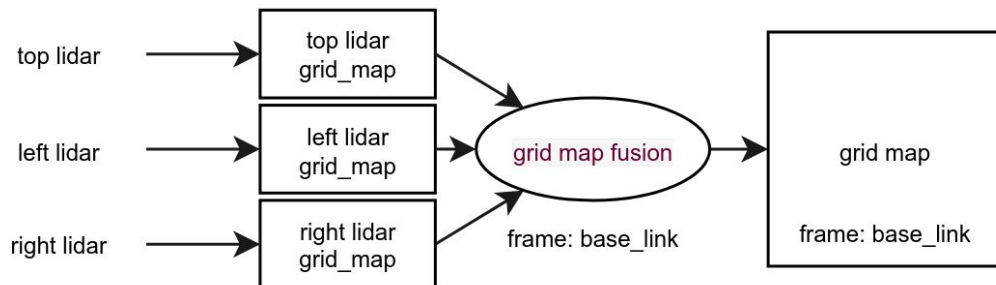 top lidar
top lidar
grid_map
left lidar
left lidar
grid_map
right lidar
right lidar
grid_map
grid map fusion
frame: base_link
grid map
frame: base_link